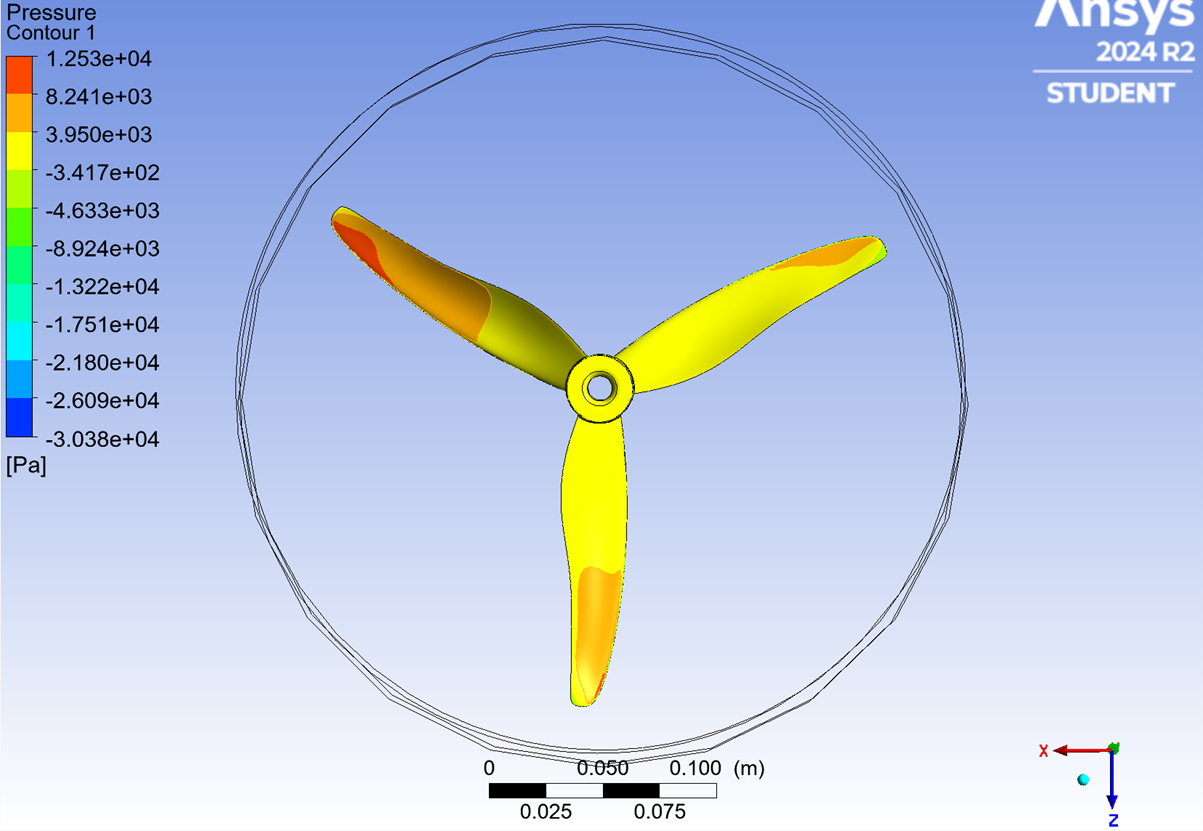 Pressure
Contour 1
1.253e+04
8.241e+03
3.950e+03
-3.417e+02
-4.633e+03
-8.924e+03
-1.322e+04
-1.751e+04
-2.180e+04
-2.609e+04
-3.038e+04
[Pa]
Ansys
2024 R2
STUDENT
0 0.050 0.100 (m)
0.025 0.075
X
Z